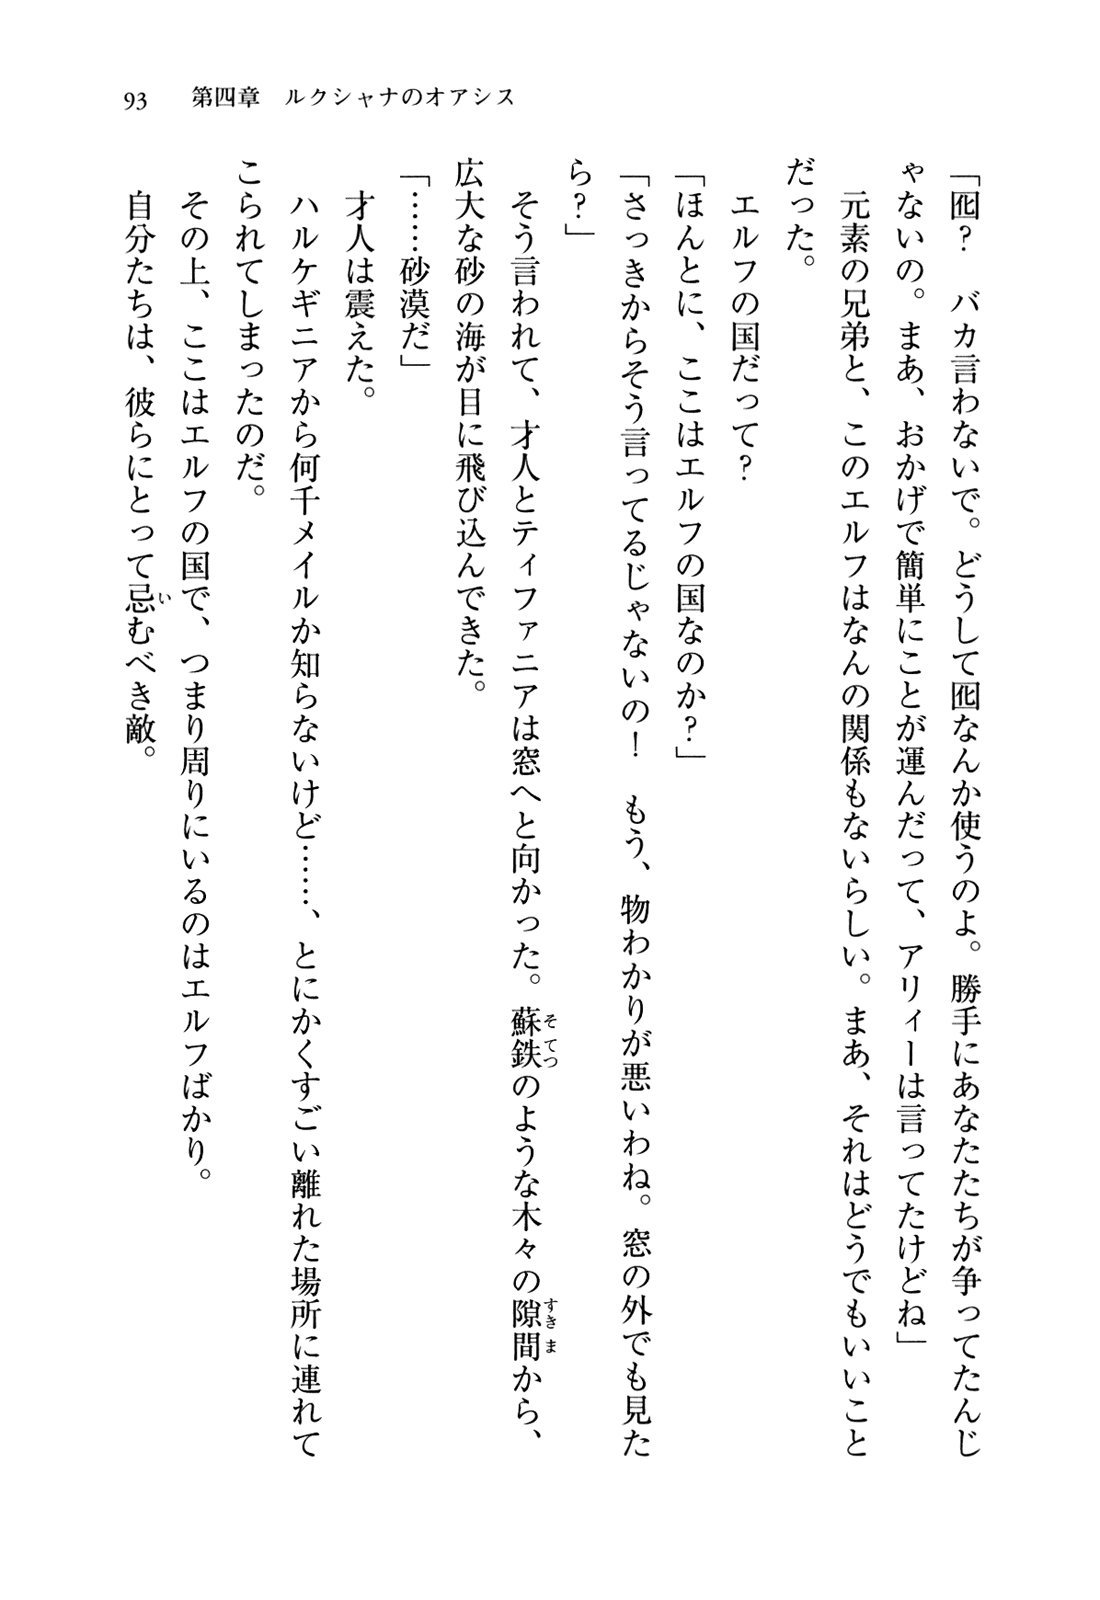 93　第四章　ルクシャナのオアシス
「囮？　バカ言わないで。どうして囮なんか使うのよ。勝手にあなたたちが争ってたんじ
ゃないの。まあ、おかげで簡単にことが運んだって、アリィーは言ってたけどね」
　元素の兄弟と、このエルフはなんの関係もないらしい。まあ、それはどうでもいいこと
だった。
　エルフの国だって？
「ほんとに、ここはエルフの国なのか？」
「さっきからそう言ってるじゃないの！　もう、物わかりが悪いわね。窓の外でも見た
ら？」
　そう言われて、才人とティファニアは窓へと向かった。蘇鉄のような木々の隙間から、
広大な砂の海が目に飛び込んできた。
「……砂漠だ」
　才人は震えた。
　ハルケギニアから何千メイルか知らないけど……、とにかくすごい離れた場所に連れて
こられてしまったのだ。
　その上、ここはエルフの国で、つまり周りにいるのはエルフばかり。
　自分たちは、彼らにとって忌むべき敵。